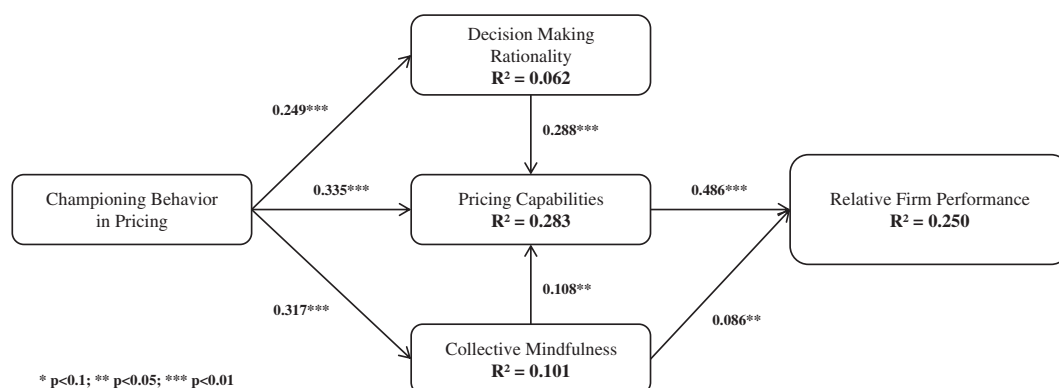 Decision Making
Rationality
R² = 0.062
0.249***
0.288***
Championing Behavior
in Pricing
0.335***
Pricing Capabilities
R² = 0.283
0.486***
Relative Firm Performance
R² = 0.250
0.317***
0.108**
0.086**
Collective Mindfulness
R² = 0.101
* p<0.1; ** p<0.05; *** p<0.01